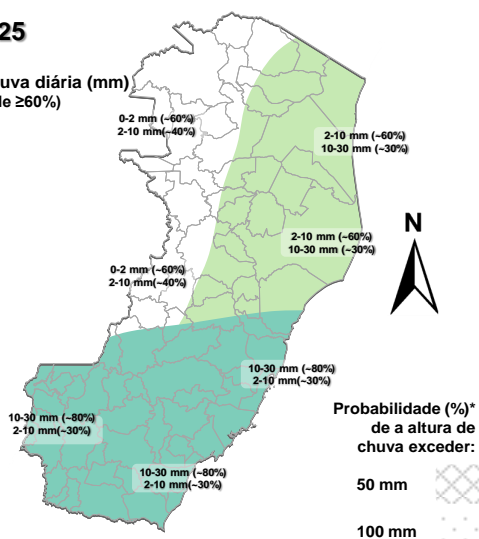 25
uva diária (mm)
de ≥60%)
0-2 mm (~60%)
2-10 mm(~40%)
2-10 mm (~60%)
10-30 mm (~30%)
2-10 mm (~60%)
10-30 mm (~30%)
N
0-2 mm (~60%)
2-10 mm(~40%)
10-30 mm (~80%)
2-10 mm(~30%)
10-30 mm (~80%)
2-10 mm(~30%)
10-30 mm (~80%)
2-10 mm(~30%)
Probabilidade (%)*
de a altura de
chuva exceder:
50 mm
100 mm